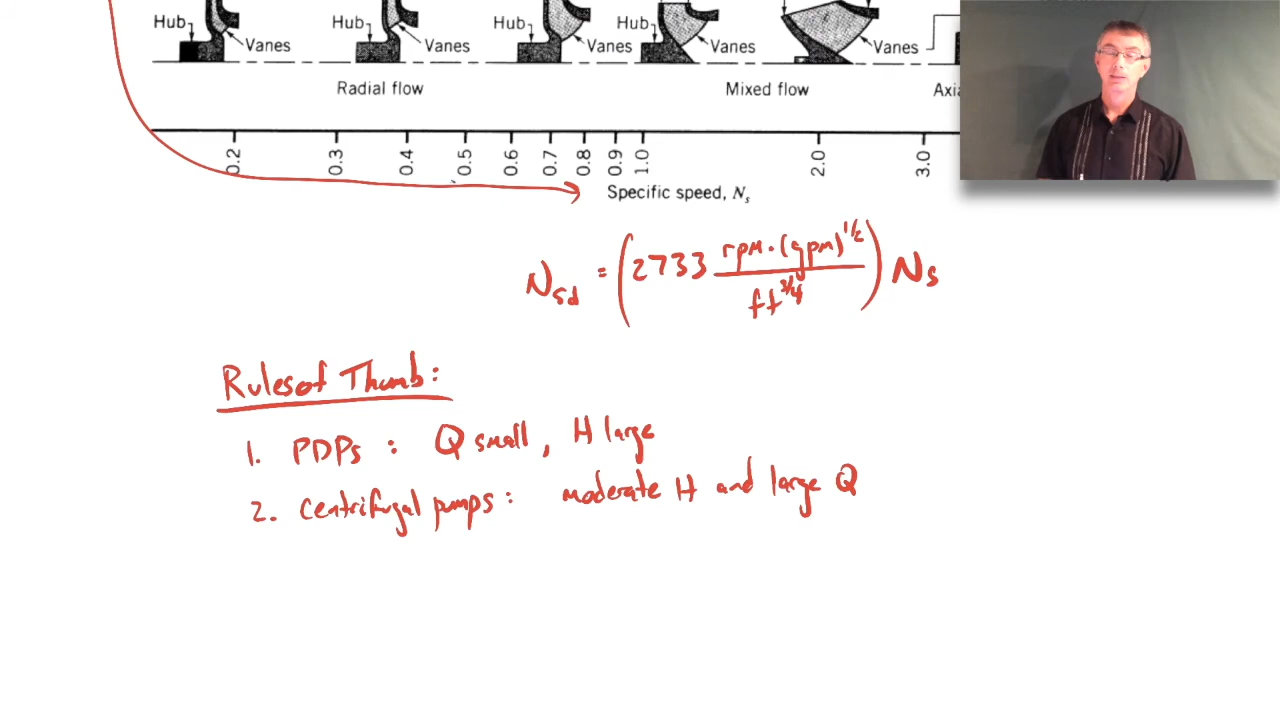 Hub Hub Hub Hub
Vanes Vanes Vanes Vanes Vanes
Radial flow Mixed flow Axia
0.2 0.3 0.4 0.5 0.6 0.7 0.8 0.9 1.0 2.0 3.0
Specific speed, Ns
Nsd = (2733 rpm·(gpm)^1/2 / ft^3/4) Ns
Rules of Thumb:
1. PDPs : Q small, H large
2. Centrifugal pumps : moderate H and large Q